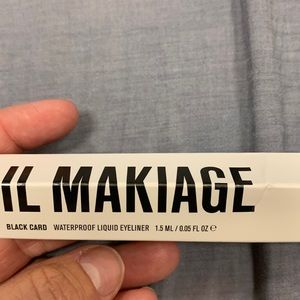 IL MAKIAGE
BLACK CARD WATERPROOF LIQUID EYELINER 1.5 ML / 0.05 FL OZ ℮